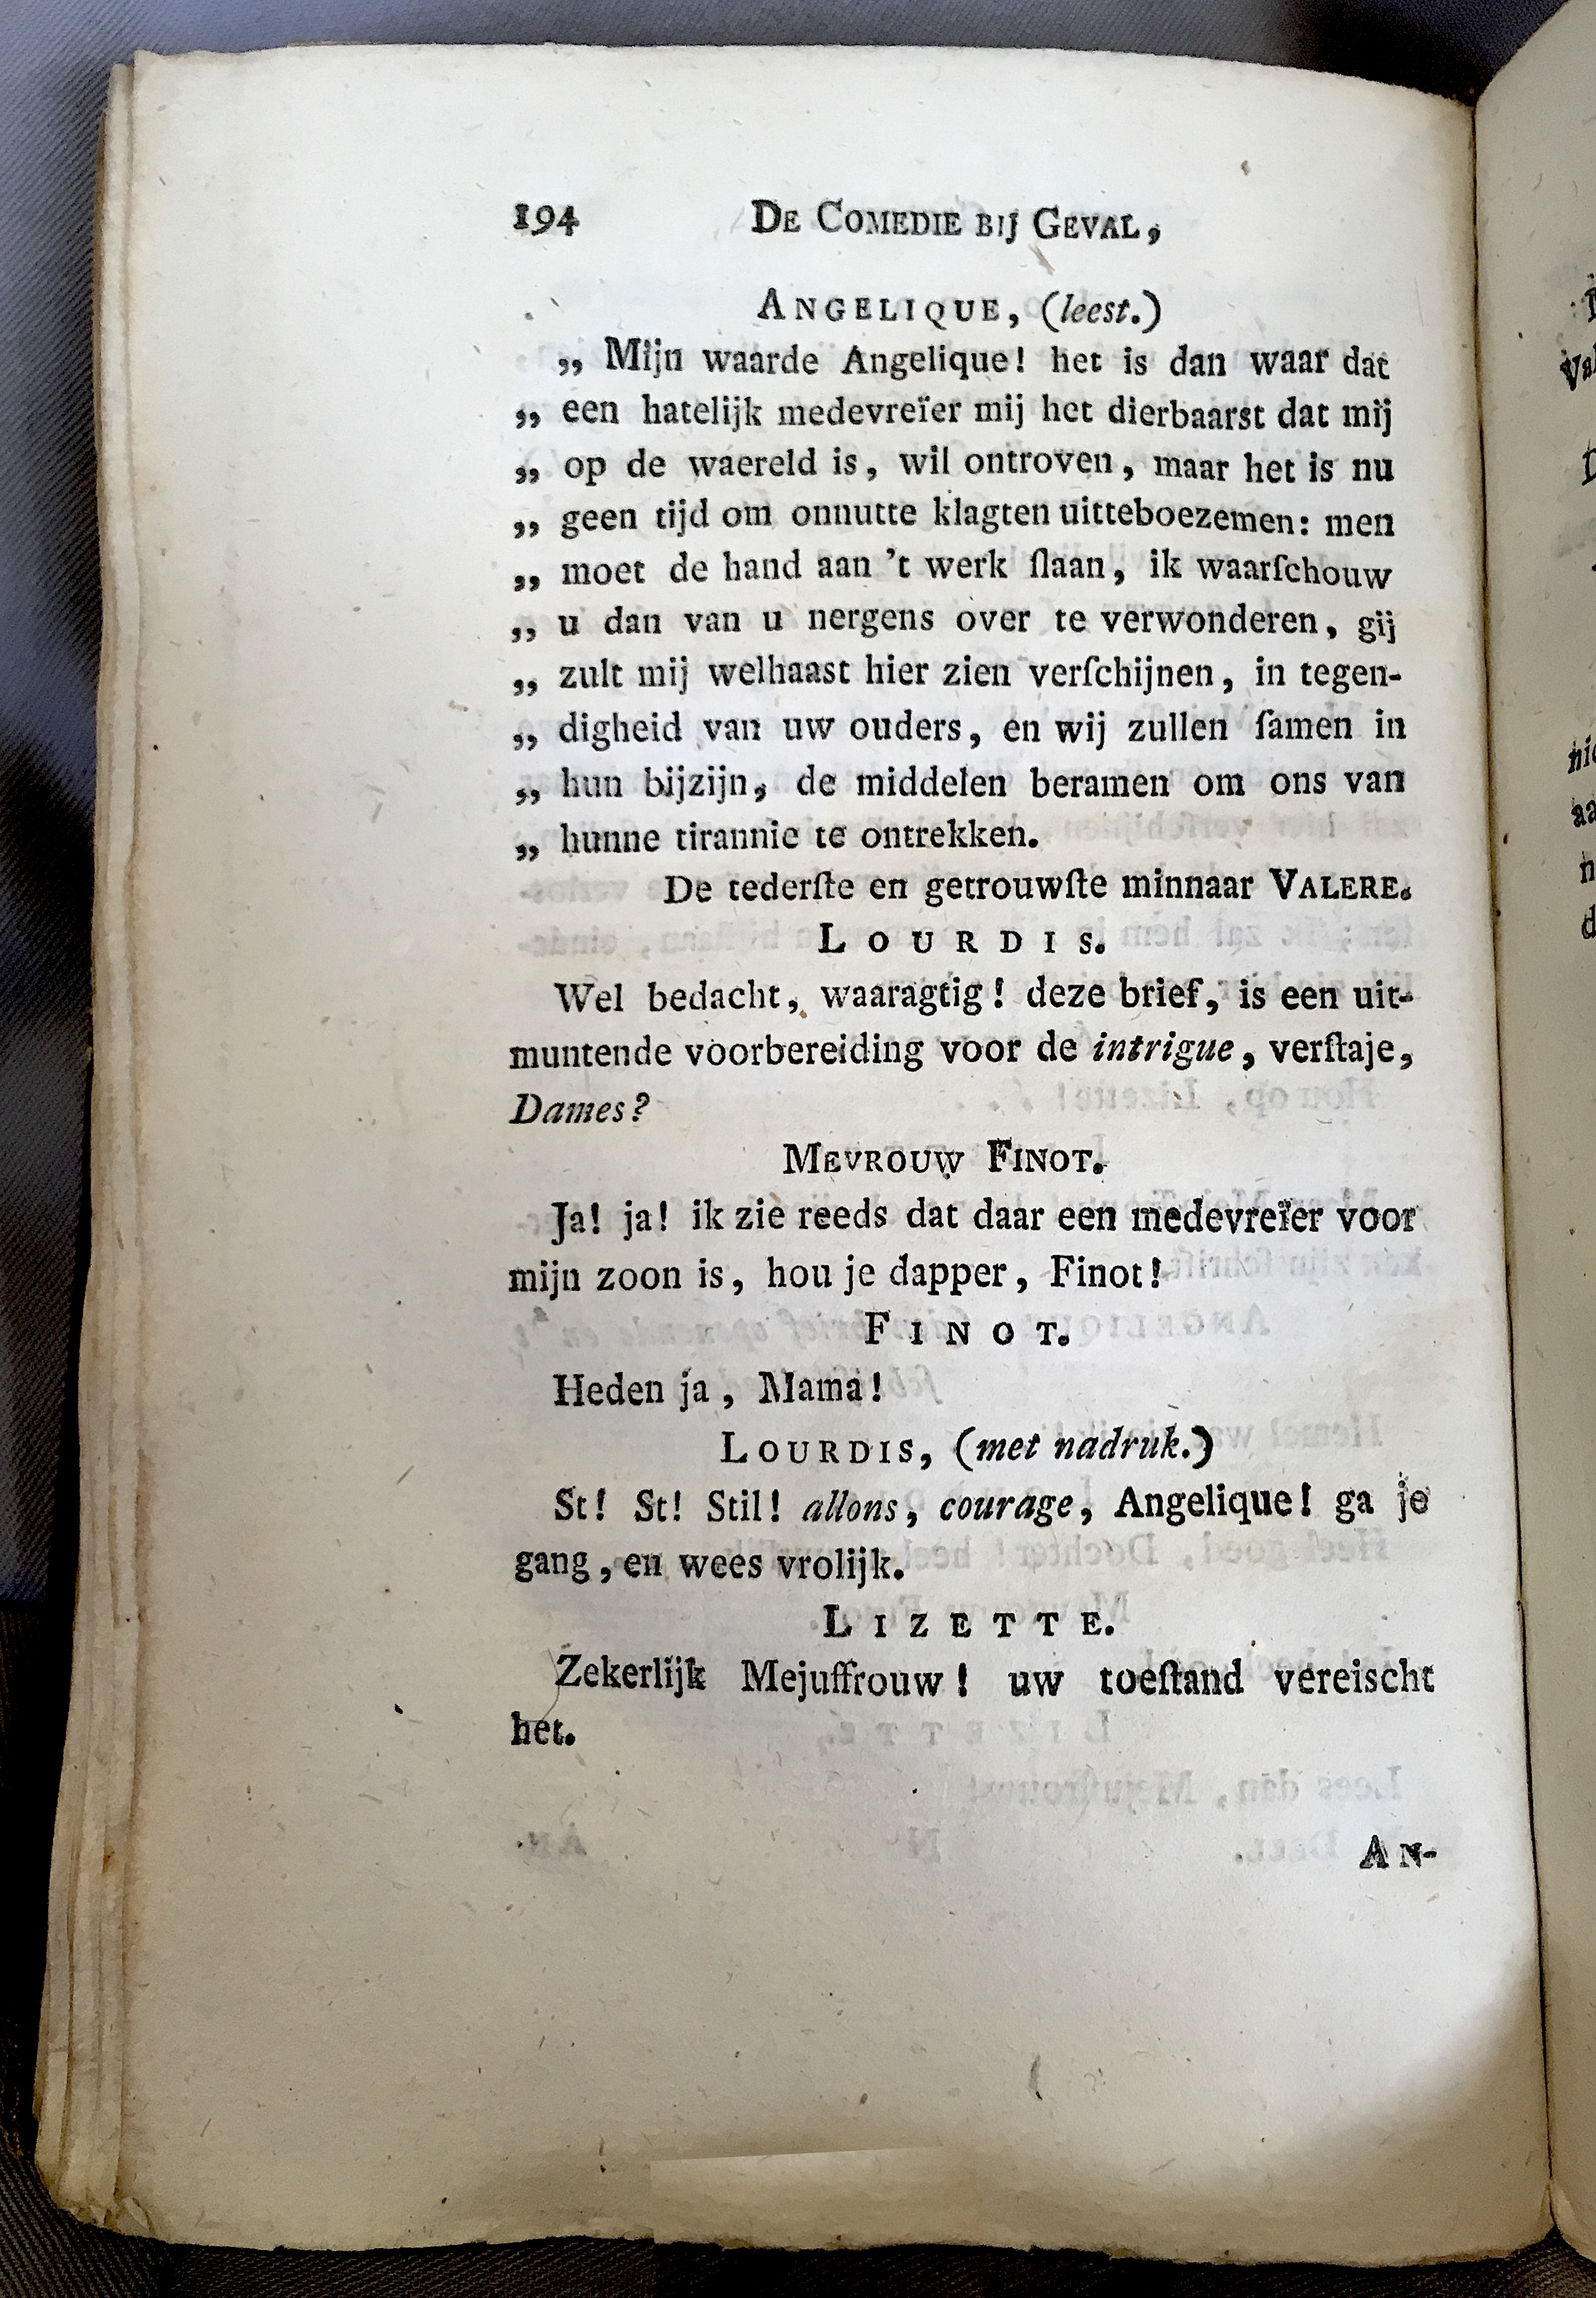 194 De Comedie bij Geval,
Angelique, (leest.)
„ Mijn waarde Angelique! het is dan waar dat
„ een hatelijk medevreïer mij het dierbaarst dat mij
„ op de waereld is, wil ontroven, maar het is nu
„ geen tijd om onnutte klagten uitteboezemen: men
„ moet de hand aan 't werk ſlaan, ik waarſchouw
„ u dan van u nergens over te verwonderen, gij
„ zult mij welhaast hier zien verſchijnen, in tegen-
„ digheid van uw ouders, en wij zullen ſamen in
„ hun bijzijn, de middelen beramen om ons van
„ hunne tirannie te ontrekken.
De tederſte en getrouwſte minnaar Valere.
Lourdis.
Wel bedacht, waaragtig! deze brief, is een uit-
muntende voorbereiding voor de intrigue, verſtaje,
Dames?
Mevrouw Finot.
Ja! ja! ik zie reeds dat daar een medevreïer voor
mijn zoon is, hou je dapper, Finot!
Finot.
Heden ja, Mama!
Lourdis, (met nadruk.)
St! St! Stil! allons, courage, Angelique! ga je
gang, en wees vrolijk.
Lizette.
Zekerlijk Mejuffrouw! uw toeſtand vereischt
het.
An-